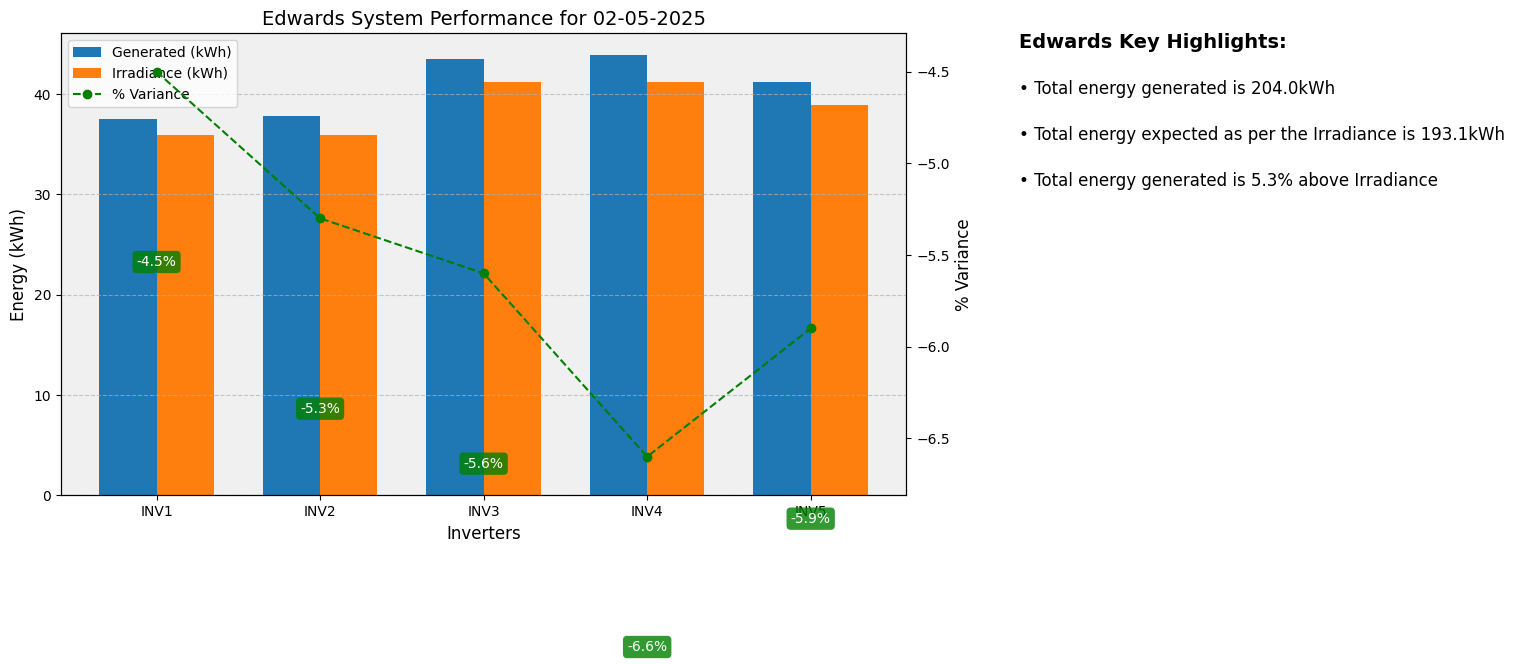 Edwards System Performance for 02-05-2025
Generated (kWh)
Irradiance (kWh)
% Variance
Energy (kWh)
40
30
20
10
0
-4.5%
-5.3%
-5.6%
-6.6%
-5.9%
INV1
INV2
INV3
INV4
INV5
Inverters
−4.5
−5.0
−5.5
−6.0
−6.5
% Variance
Edwards Key Highlights:
• Total energy generated is 204.0kWh
• Total energy expected as per the Irradiance is 193.1kWh
• Total energy generated is 5.3% above Irradiance